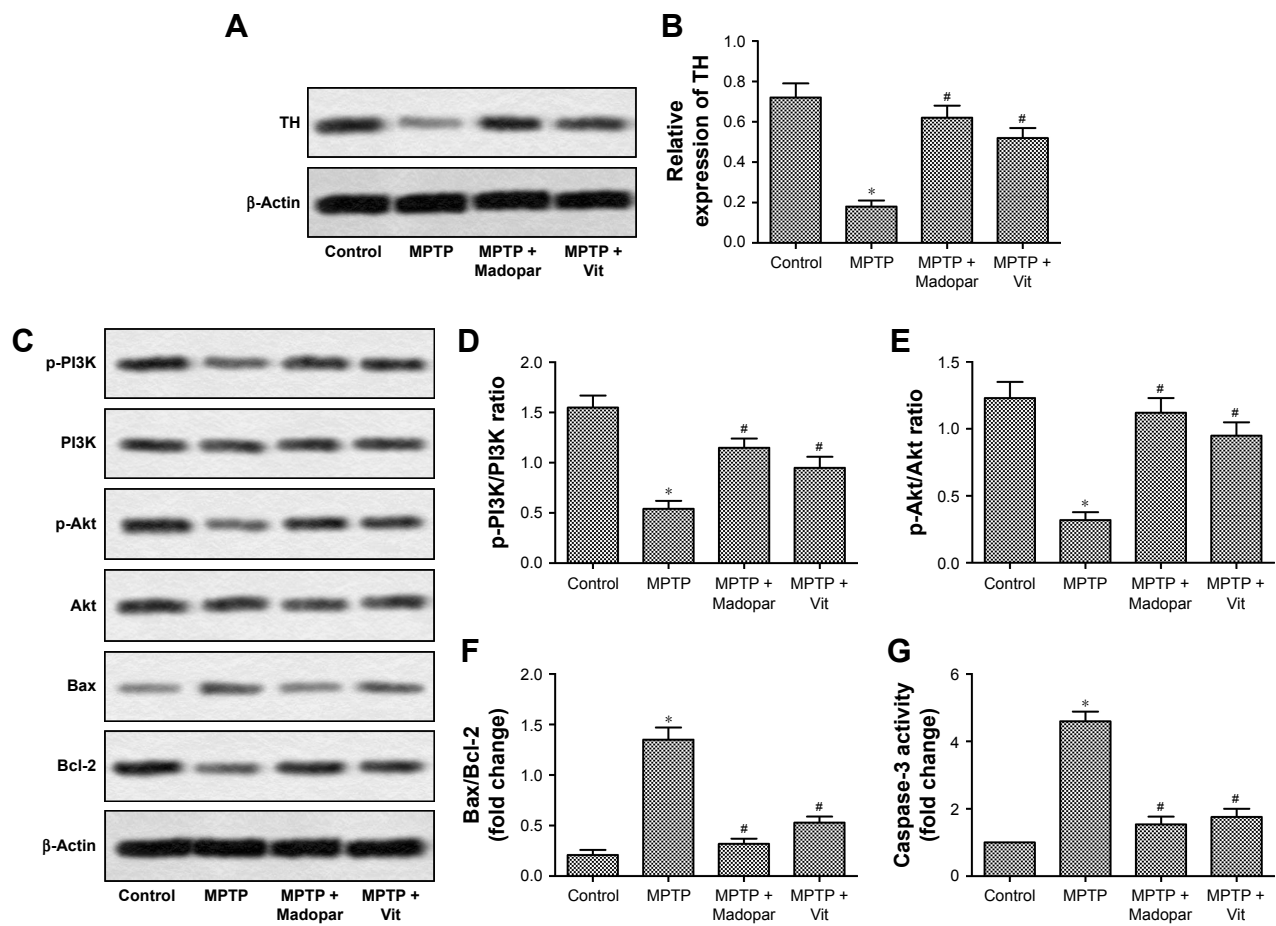 A
TH
β-Actin
Control MPTP MPTP + MPTP +
Madopar Vit
B
Relative
expression of TH
1.0
0.8
0.6
0.4
0.2
0.0
*
#
#
Control MPTP MPTP + MPTP +
Madopar Vit
C
p-PI3K
PI3K
p-Akt
Akt
Bax
Bcl-2
β-Actin
Control MPTP MPTP + MPTP +
Madopar Vit
D
p-PI3K/PI3K ratio
2.0
1.5
1.0
0.5
0.0
*
#
#
Control MPTP MPTP + MPTP +
Madopar Vit
E
p-Akt/Akt ratio
1.5
1.0
0.5
0.0
*
#
#
Control MPTP MPTP + MPTP +
Madopar Vit
F
Bax/Bcl-2
(fold change)
2.0
1.5
1.0
0.5
0.0
*
#
#
Control MPTP MPTP + MPTP +
Madopar Vit
G
Caspase-3 activity
(fold change)
6
4
2
0
*
#
#
Control MPTP MPTP + MPTP +
Madopar Vit